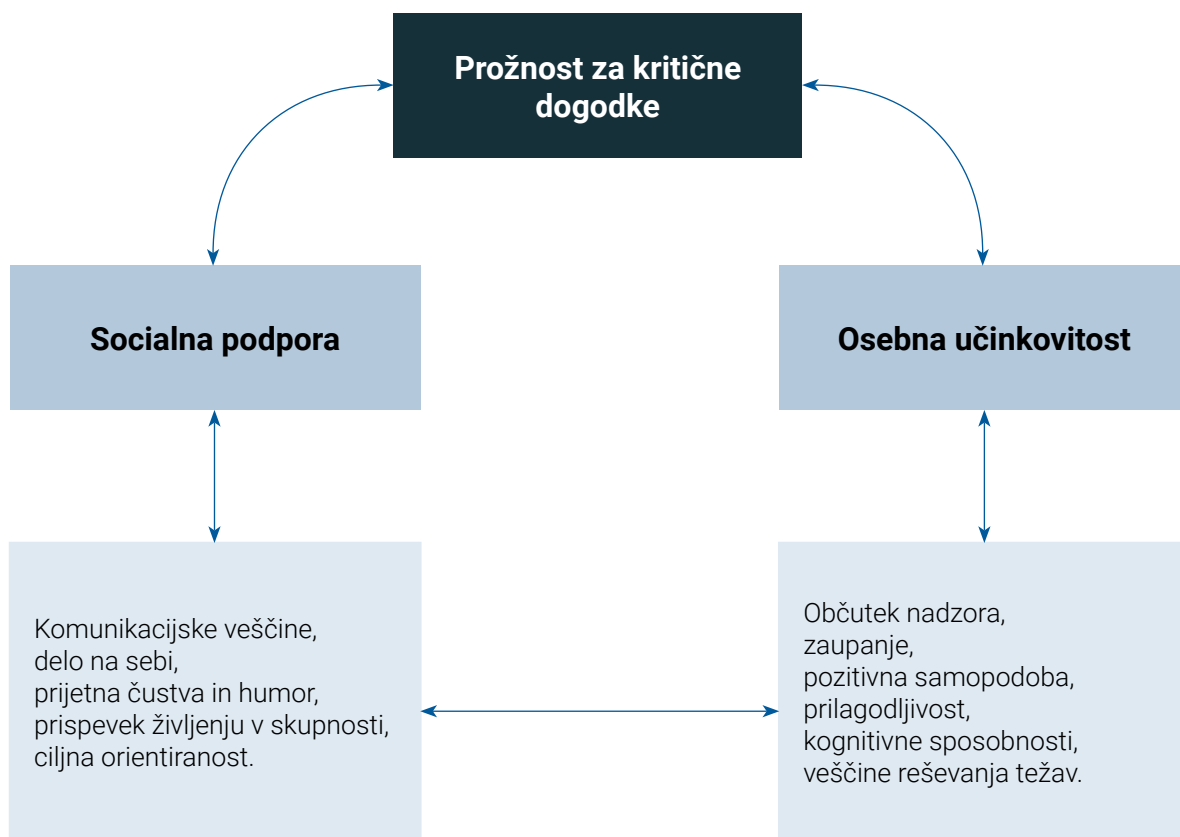 Prožnost za kritične
dogodke
Socialna podpora
Osebna učinkovitost
Komunikacijske veščine,
delo na sebi,
prijetna čustva in humor,
prispevek življenju v skupnosti,
ciljna orientiranost.
Občutek nadzora,
zaupanje,
pozitivna samopodoba,
prilagodljivost,
kognitivne sposobnosti,
veščine reševanja težav.